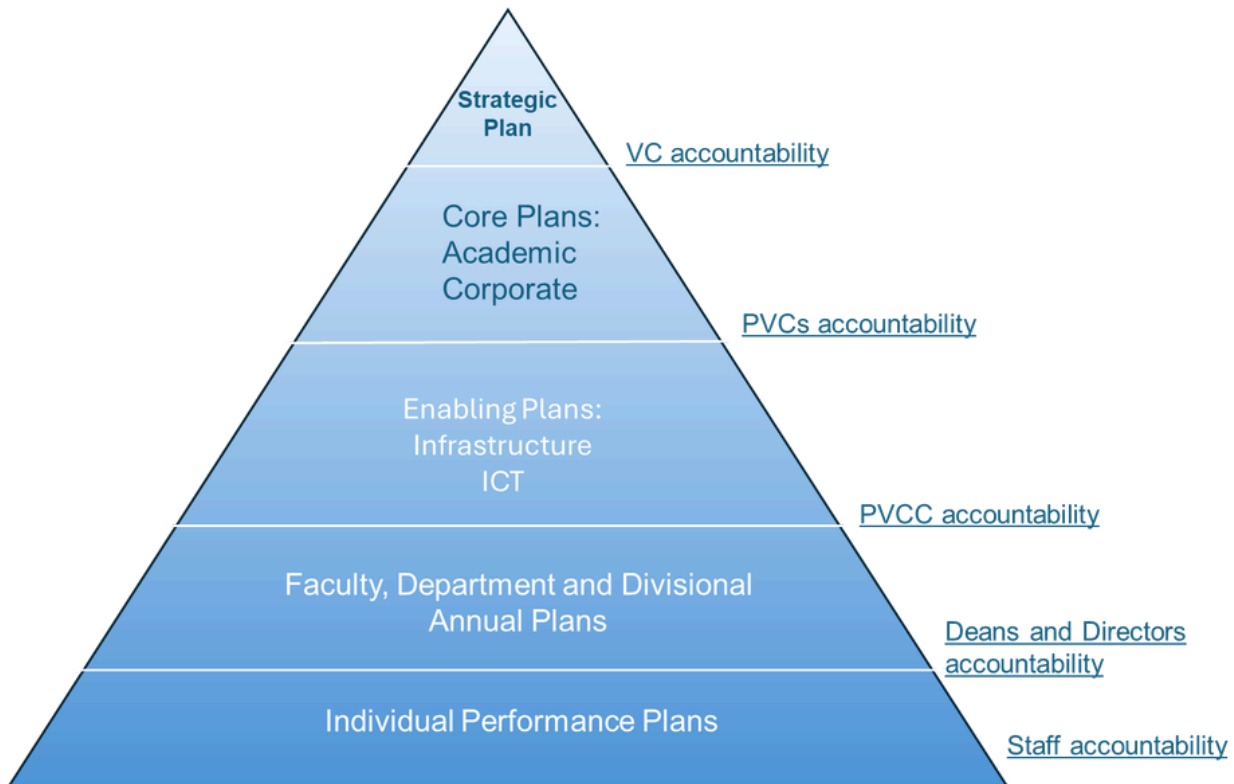 Strategic
Plan
VC accountability
Core Plans:
Academic
Corporate
PVCs accountability
Enabling Plans:
Infrastructure
ICT
PVCC accountability
Faculty, Department and Divisional
Annual Plans
Deans and Directors
accountability
Individual Performance Plans
Staff accountability